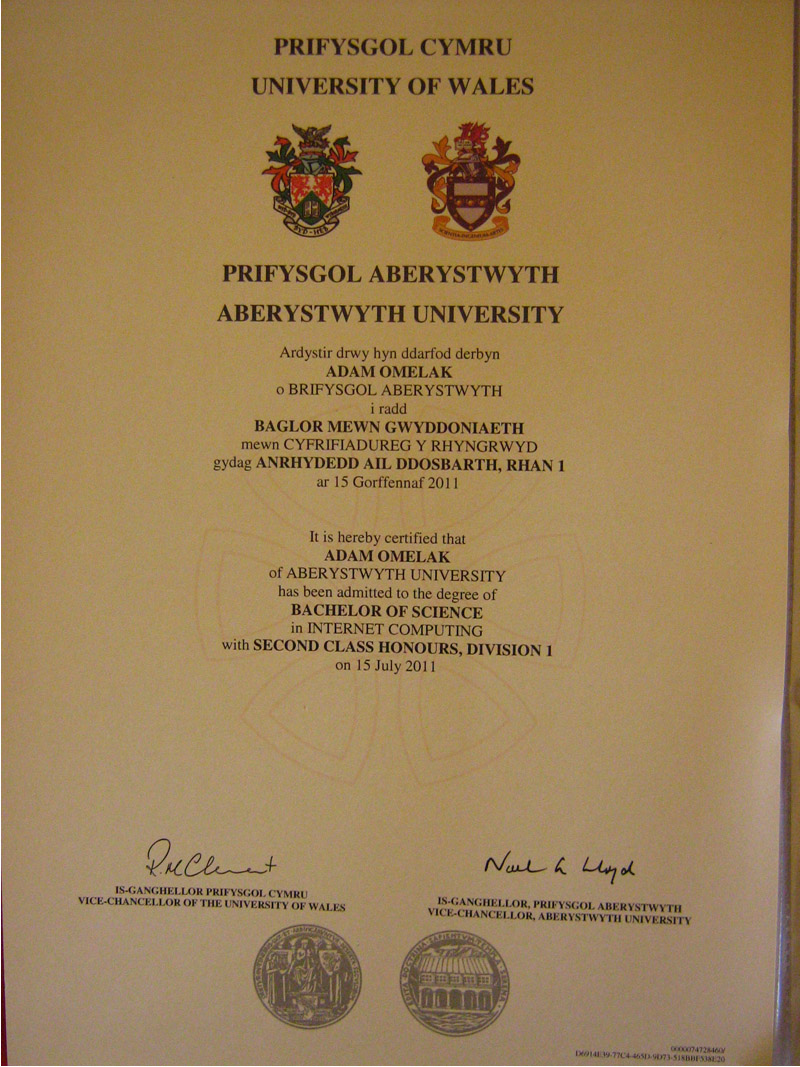 PRIFYSGOL CYMRU
UNIVERSITY OF WALES
PRIFYSGOL ABERYSTWYTH
ABERYSTWYTH UNIVERSITY
Ardystir drwy hyn ddarfod derbyn
ADAM OMELAK
o BRIFYSGOL ABERYSTWYTH
i radd
BAGLOR MEWN GWYDDONIAETH
mewn CYFRIFIADUREG Y RHYNGRWYD
gydag ANRHYDEDD AIL DDOSBARTH, RHAN 1
ar 15 Gorffennaf 2011
It is hereby certified that
ADAM OMELAK
of ABERYSTWYTH UNIVERSITY
has been admitted to the degree of
BACHELOR OF SCIENCE
in INTERNET COMPUTING
with SECOND CLASS HONOURS, DIVISION 1
on 15 July 2011
IS-GANGHELLOR PRIFYSGOL CYMRU
VICE-CHANCELLOR OF THE UNIVERSITY OF WALES
IS-GANGHELLOR, PRIFYSGOL ABERYSTWYTH
VICE-CHANCELLOR, ABERYSTWYTH UNIVERSITY